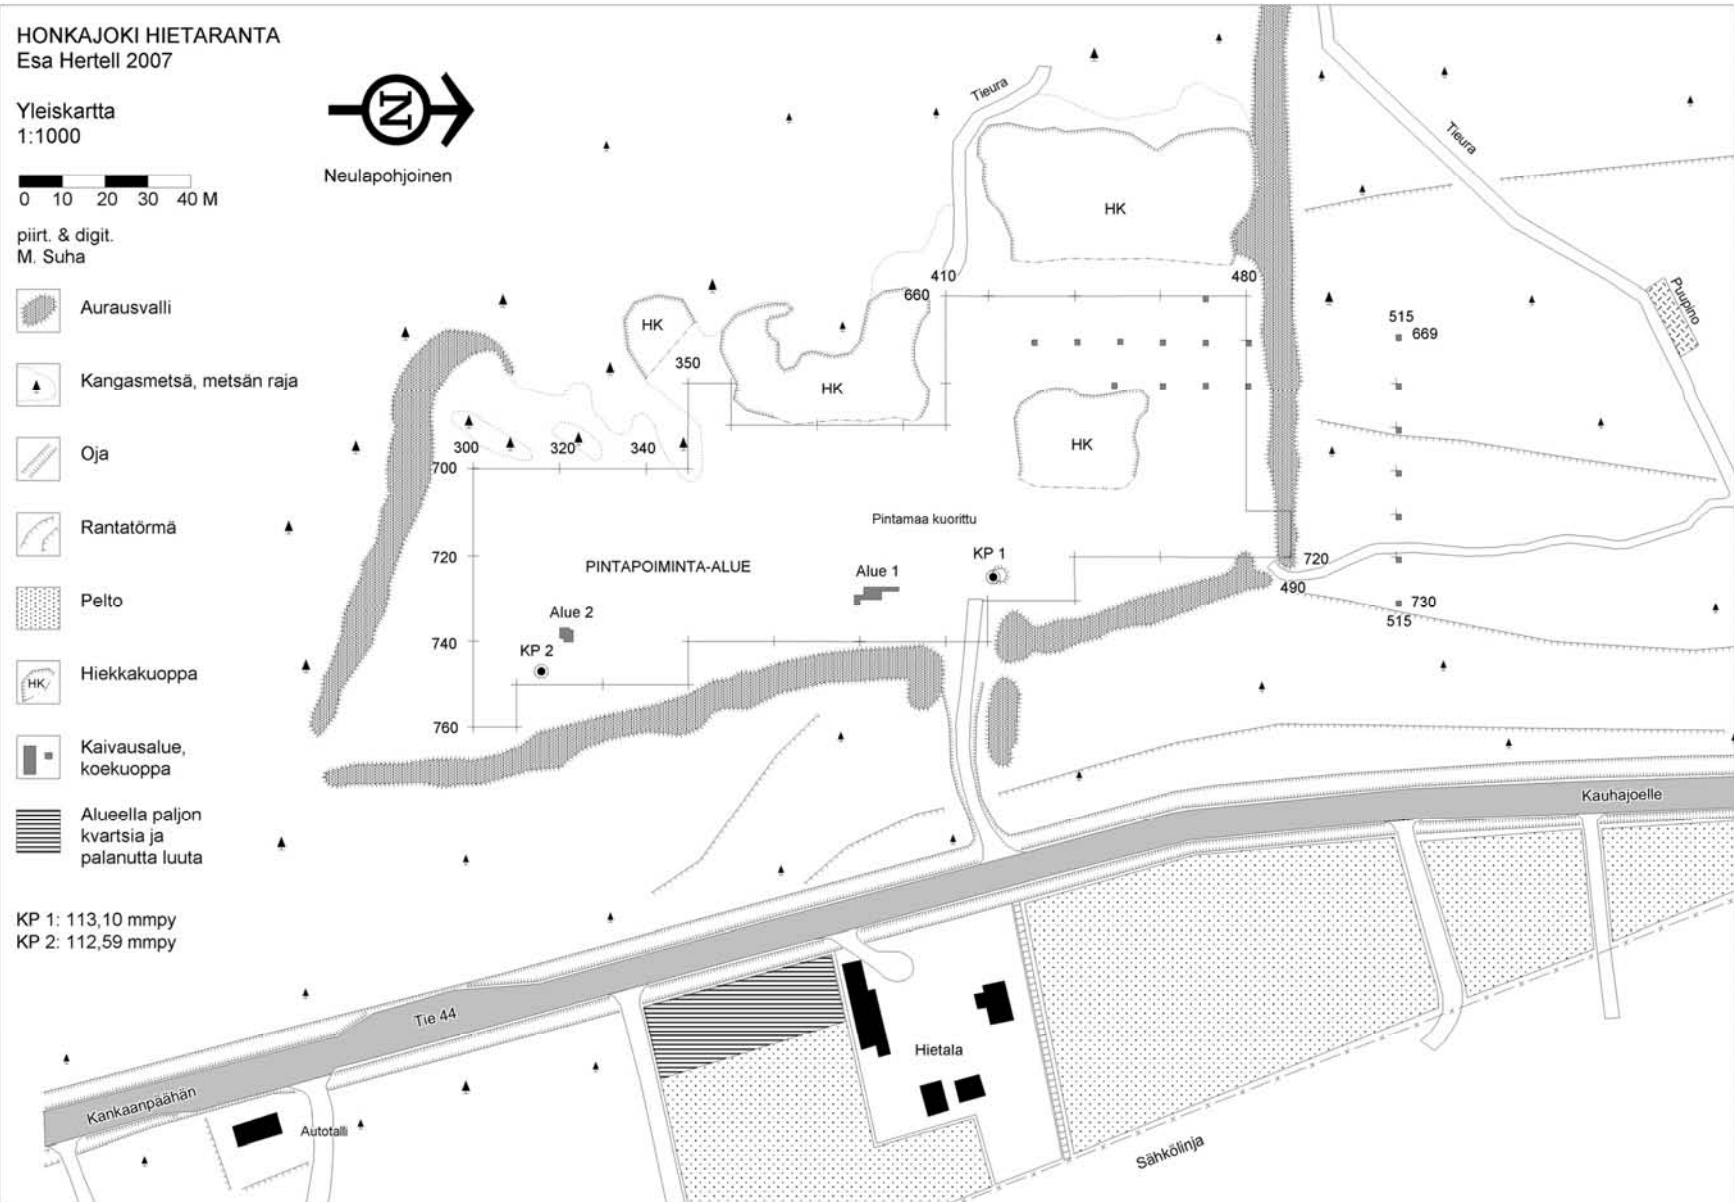 HONKAJOKI HIETARANTA
Esa Hertell 2007
Yleiskartta
1:1000
0 10 20 30 40 M
piirt. & digit.
M. Suha
N
Neulapohjoinen
Aurausvalli
Kangasmetsä, metsän raja
Oja
Rantatörmä
Pelto
HK
Hiekkakuoppa
Kaivausalue,
koekuoppa
Alueella paljon
kvartsia ja
palanutta luuta
KP 1: 113,10 mmpy
KP 2: 112,59 mmpy
Tieura
Tieura
HK
410
480
660
Puupino
HK
515
669
350
HK
300
320
340
HK
700
Pintamaa kuorittu
720
PINTAPOIMINTA-ALUE
Alue 1
KP 1
720
490
730
515
Alue 2
740
KP 2
760
Kauhajoelle
Tie 44
Hietala
Kankaanpäähän
Autotalli
Sähkölinja